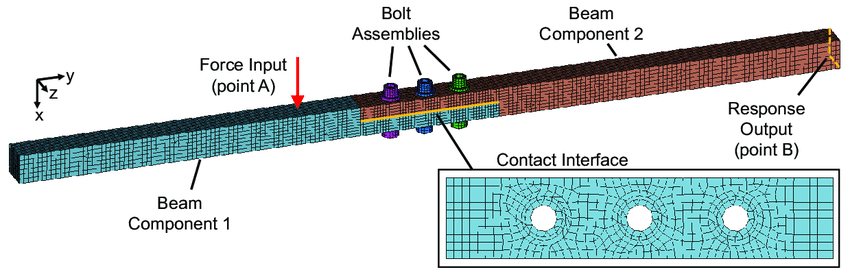 Bolt
Assemblies
Beam
Component 2
Force Input
(point A)
y
z
x
Response
Output
(point B)
Contact Interface
Beam
Component 1